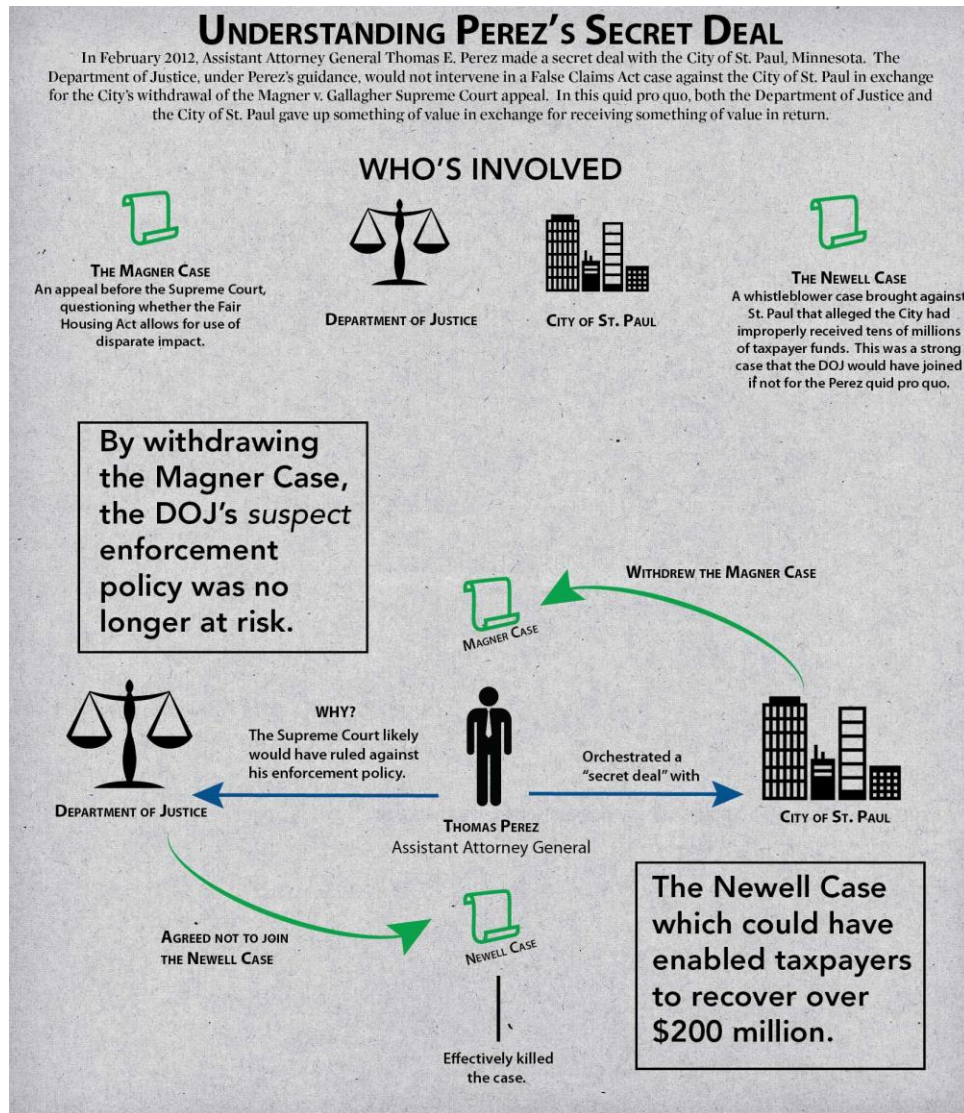 UNDERSTANDING PEREZ'S SECRET DEAL
In February 2012, Assistant Attorney General Thomas E. Perez made a secret deal with the City of St. Paul, Minnesota. The
Department of Justice, under Perez's guidance, would not intervene in a False Claims Act case against the City of St. Paul in exchange
for the City's withdrawal of the Magner v. Gallagher Supreme Court appeal. In this quid pro quo, both the Department of Justice and
the City of St. Paul gave up something of value in exchange for receiving something of value in return.
WHO'S INVOLVED
THE MAGNER CASE
An appeal before the Supreme Court,
questioning whether the Fair
Housing Act allows for use of
disparate impact.
DEPARTMENT OF JUSTICE
CITY OF ST. PAUL
THE NEWELL CASE
A whistleblower case brought against
St. Paul that alleged the City had
improperly received tens of millions
of taxpayer funds. This was a strong
case that the DOJ would have joined
if not for the Perez quid pro quo.
By withdrawing
the Magner Case,
the DOJ's suspect
enforcement
policy was no
longer at risk.
WITHDREW THE MAGNER CASE
MAGNER CASE
WHY?
The Supreme Court likely
would have ruled against
his enforcement policy.
Orchestrated a
"secret deal" with
DEPARTMENT OF JUSTICE
THOMAS PEREZ
Assistant Attorney General
CITY OF ST. PAUL
AGREED NOT TO JOIN
THE NEWELL CASE
NEWELL CASE
Effectively killed
the case.
The Newell Case
which could have
enabled taxpayers
to recover over
$200 million.